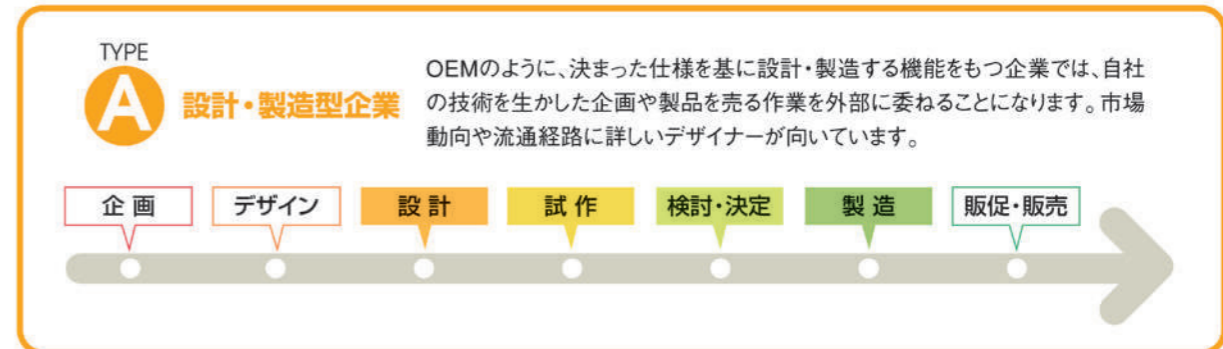 TYPE
A
設計・製造型企業
OEMのように、決まった仕様を基に設計・製造する機能をもつ企業では、自社
の技術を生かした企画や製品を売る作業を外部に委ねることになります。市場
動向や流通経路に詳しいデザイナーが向いています。
企画
デザイン
設計
試作
検討・決定
製造
販促・販売